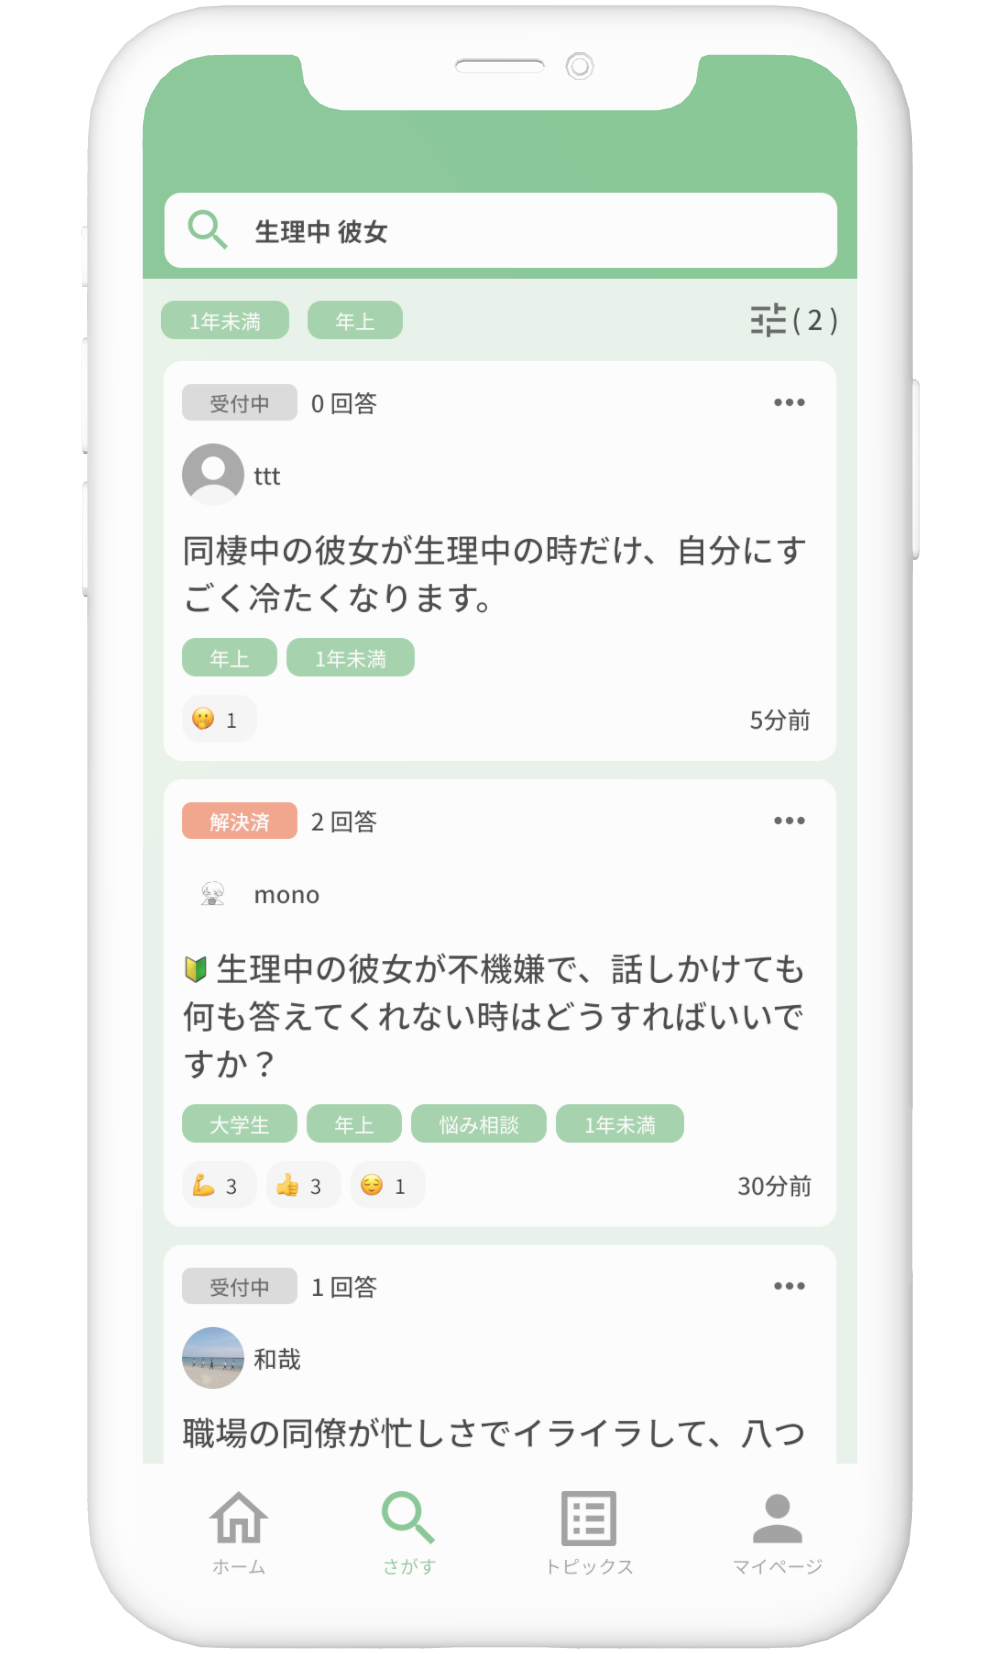 生理中 彼女
1年未満 年上 ( 2 )
受付中 0 回答
ttt
同棲中の彼女が生理中の時だけ、自分にす
ごく冷たくなります。
年上 1年未満
1 5分前
解決済 2 回答
mono
生理中の彼女が不機嫌で、話しかけても
何も答えてくれない時はどうすればいいで
すか？
大学生 年上 悩み相談 1年未満
3 3 1 30分前
受付中 1 回答
和哉
職場の同僚が忙しさでイライラして、八つ
ホーム さがす トピックス マイページ